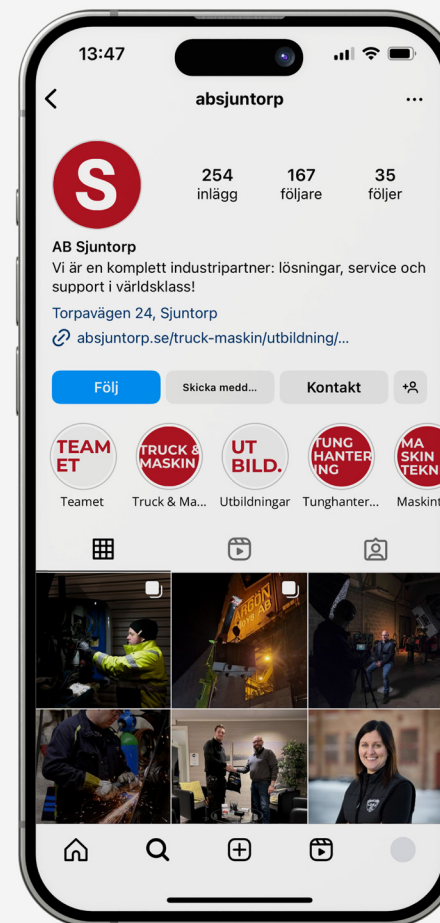 13:47
absjuntorp
S
254 167 35
inlägg följare följer
AB Sjuntorp
Vi är en komplett industripartner: lösningar, service och
support i världsklass!
Torpavägen 24, Sjuntorp
absjuntorp.se/truck-maskin/utbildning/...
Följ Skicka medd... Kontakt
TEAM
ET
TRUCK &
MASKIN
UT
BILD.
TUNG
HANTER
ING
MA
SKIN
TEKN
Teamet Truck & Ma... Utbildningar Tunghanter... Maskint
ARGON